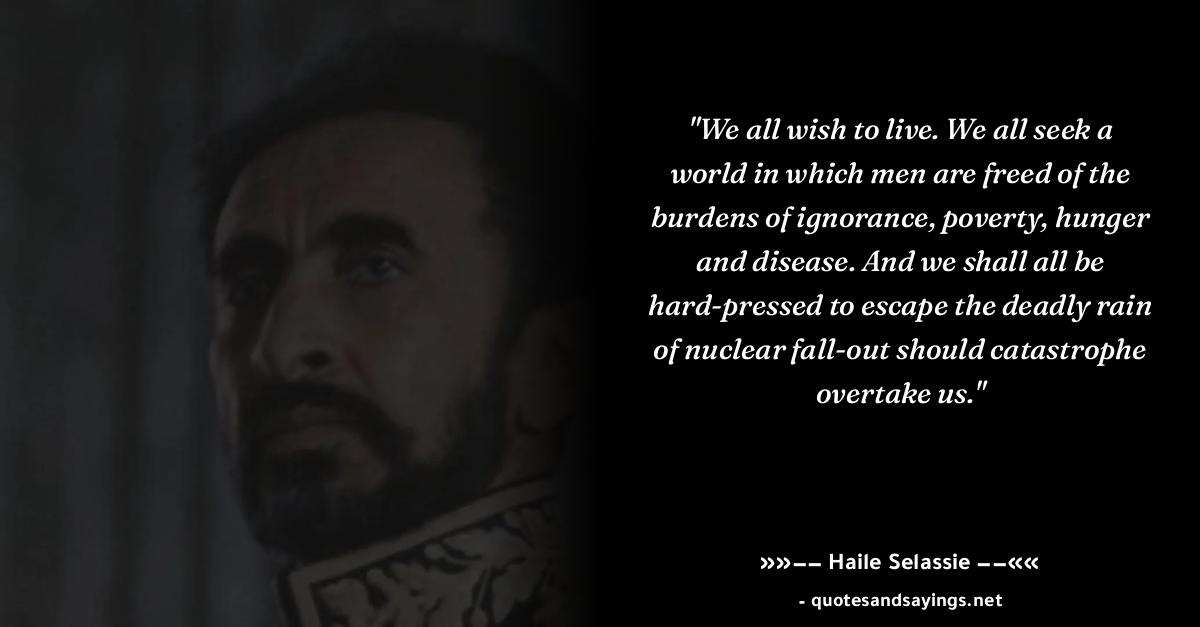 "We all wish to live. We all seek a
world in which men are freed of the
burdens of ignorance, poverty, hunger
and disease. And we shall all be
hard-pressed to escape the deadly rain
of nuclear fall-out should catastrophe
overtake us."
»»−− Haile Selassie −−««
- quotesandsayings.net